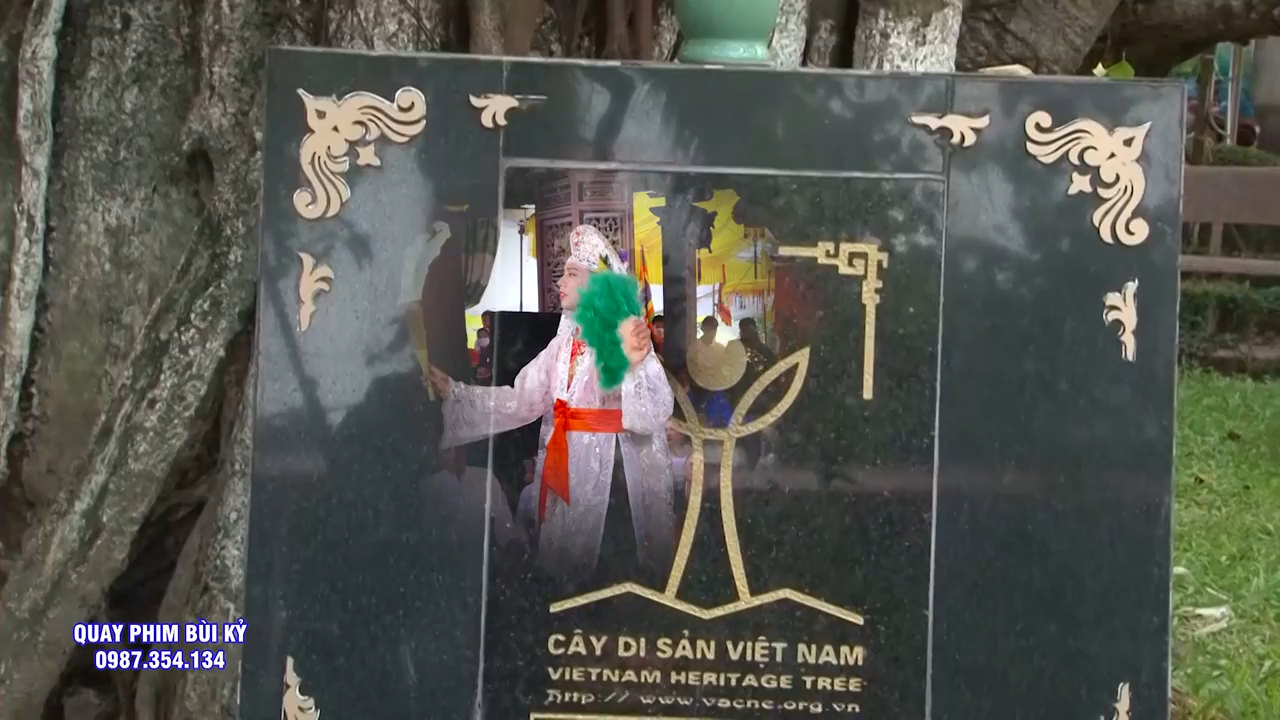 CÂY DI SẢN VIỆT NAM
VIETNAM HERITAGE TREE
http://www.vacne.org.vn
QUAY PHIM BÙI KỶ
0987.354.134